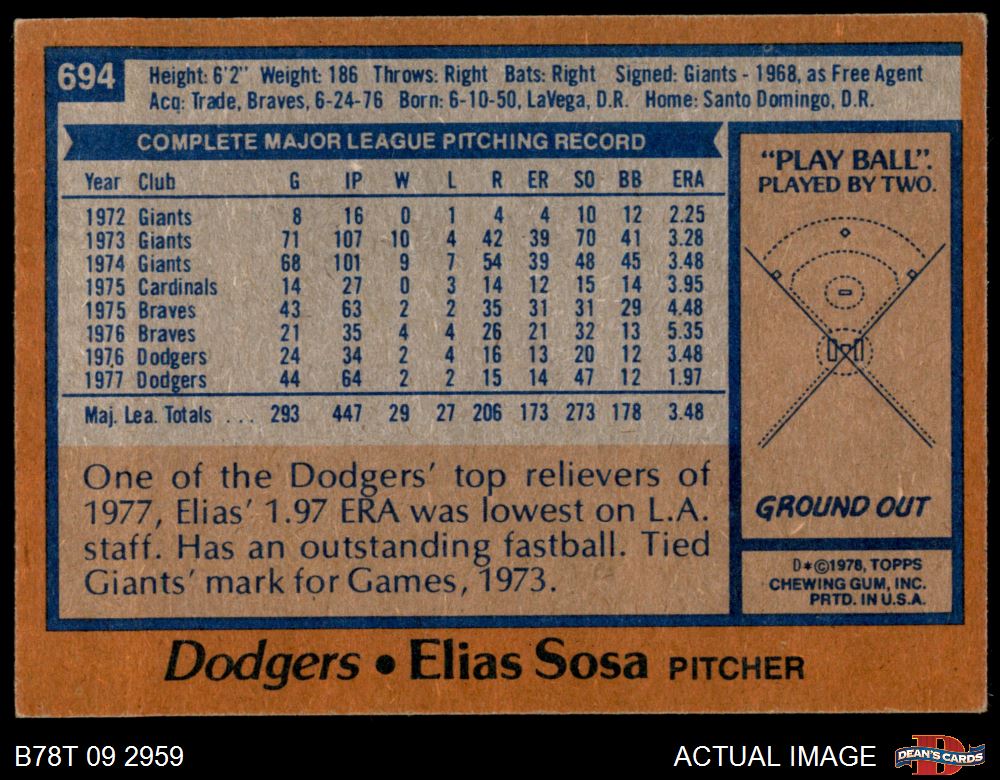 694
Height: 6'2" Weight: 186 Throws: Right Bats: Right Signed: Giants - 1968, as Free Agent
Acq: Trade, Braves, 6-24-76 Born: 6-10-50, LaVega, D.R. Home: Santo Domingo, D.R.
COMPLETE MAJOR LEAGUE PITCHING RECORD
Year Club G IP W L R ER SO BB ERA
1972 Giants 8 16 0 1 4 4 10 12 2.25
1973 Giants 71 107 10 4 42 39 70 41 3.28
1974 Giants 68 101 9 7 54 39 48 45 3.48
1975 Cardinals 14 27 0 3 14 12 15 14 3.95
1975 Braves 43 63 2 2 35 31 31 29 4.48
1976 Braves 21 35 4 4 26 21 32 13 5.35
1976 Dodgers 24 34 2 4 16 13 20 12 3.48
1977 Dodgers 44 64 2 2 15 14 47 12 1.97
Maj. Lea. Totals . . . 293 447 29 27 206 173 273 178 3.48
One of the Dodgers' top relievers of
1977, Elias' 1.97 ERA was lowest on L.A.
staff. Has an outstanding fastball. Tied
Giants' mark for Games, 1973.
"PLAY BALL".
PLAYED BY TWO.
GROUND OUT
D*©1978, TOPPS
CHEWING GUM, INC.
PRTD. IN U.S.A.
Dodgers • Elias Sosa PITCHER
B78T 09 2959
ACTUAL IMAGE
D
DEAN'S CARDS